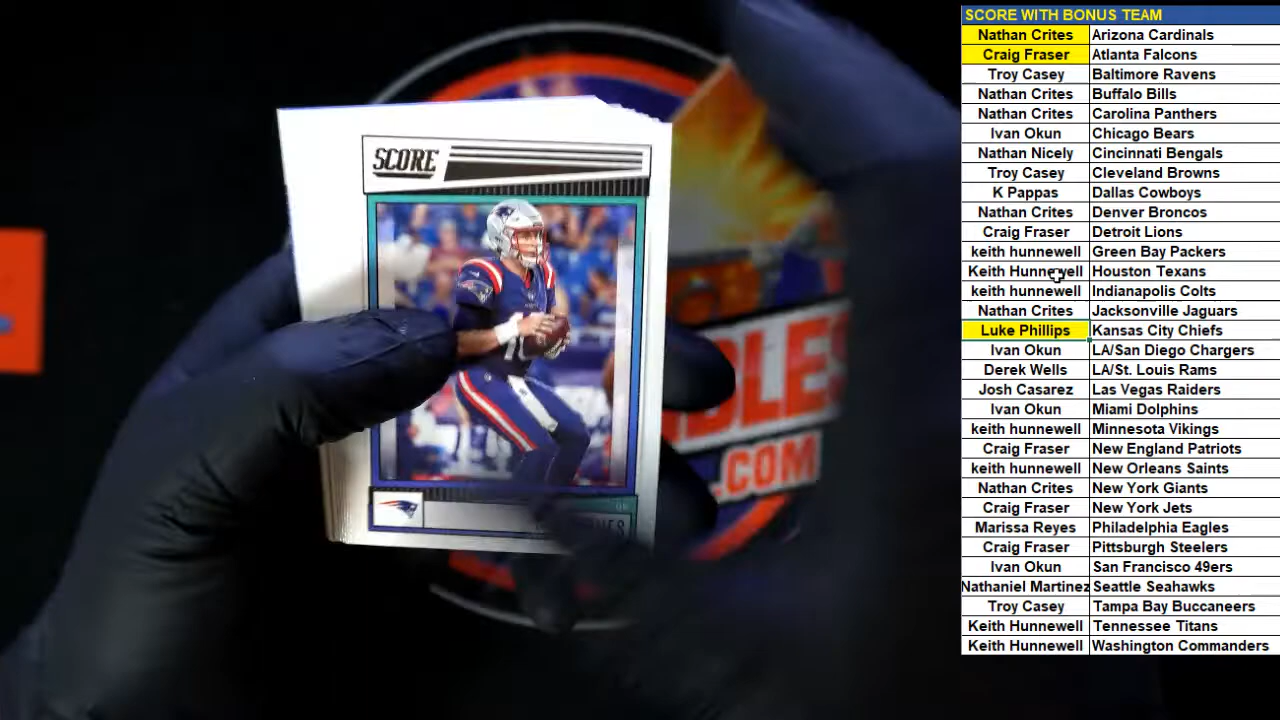 SCORE WITH BONUS TEAM
Nathan Crites Arizona Cardinals
Craig Fraser Atlanta Falcons
Troy Casey Baltimore Ravens
Nathan Crites Buffalo Bills
Nathan Crites Carolina Panthers
Ivan Okun Chicago Bears
Nathan Nicely Cincinnati Bengals
Troy Casey Cleveland Browns
K Pappas Dallas Cowboys
Nathan Crites Denver Broncos
Craig Fraser Detroit Lions
keith hunnewell Green Bay Packers
Keith Hunnewell Houston Texans
keith hunnewell Indianapolis Colts
Nathan Crites Jacksonville Jaguars
Luke Phillips Kansas City Chiefs
Ivan Okun LA/San Diego Chargers
Derek Wells LA/St. Louis Rams
Josh Casarez Las Vegas Raiders
Ivan Okun Miami Dolphins
keith hunnewell Minnesota Vikings
Craig Fraser New England Patriots
keith hunnewell New Orleans Saints
Nathan Crites New York Giants
Craig Fraser New York Jets
Marissa Reyes Philadelphia Eagles
Craig Fraser Pittsburgh Steelers
Ivan Okun San Francisco 49ers
Nathaniel Martinez Seattle Seahawks
Troy Casey Tampa Bay Buccaneers
Keith Hunnewell Tennessee Titans
Keith Hunnewell Washington Commanders
SCORE
.COM